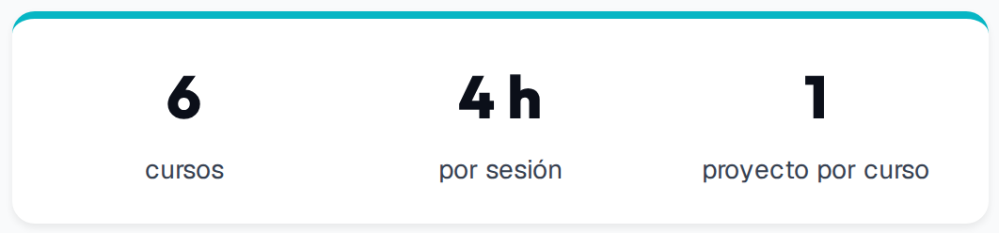 6
cursos
4 h
por sesión
1
proyecto por curso